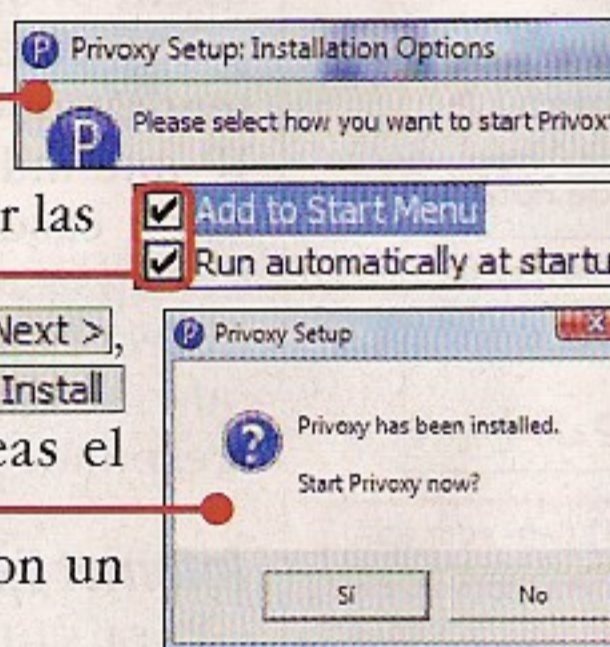 Privoxy Setup: Installation Options
Please select how you want to start Privox
r las
Add to Start Menu
Run automatically at startu
Next >,
Install
eas el
on un
Privoxy Setup
Privoxy has been installed.
Start Privoxy now?
Sí
No